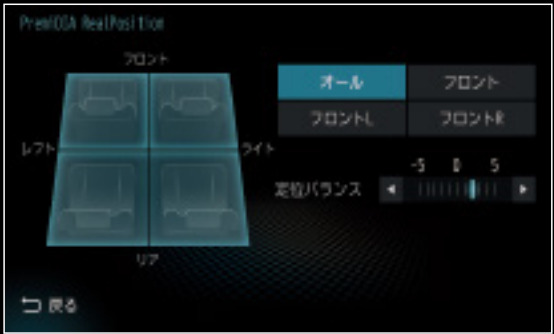 PremiDIA RealPosition
フロント
オール
フロント
フロントL
フロントR
レフト
ライト
-5 0 5
定位バランス
リア
戻る